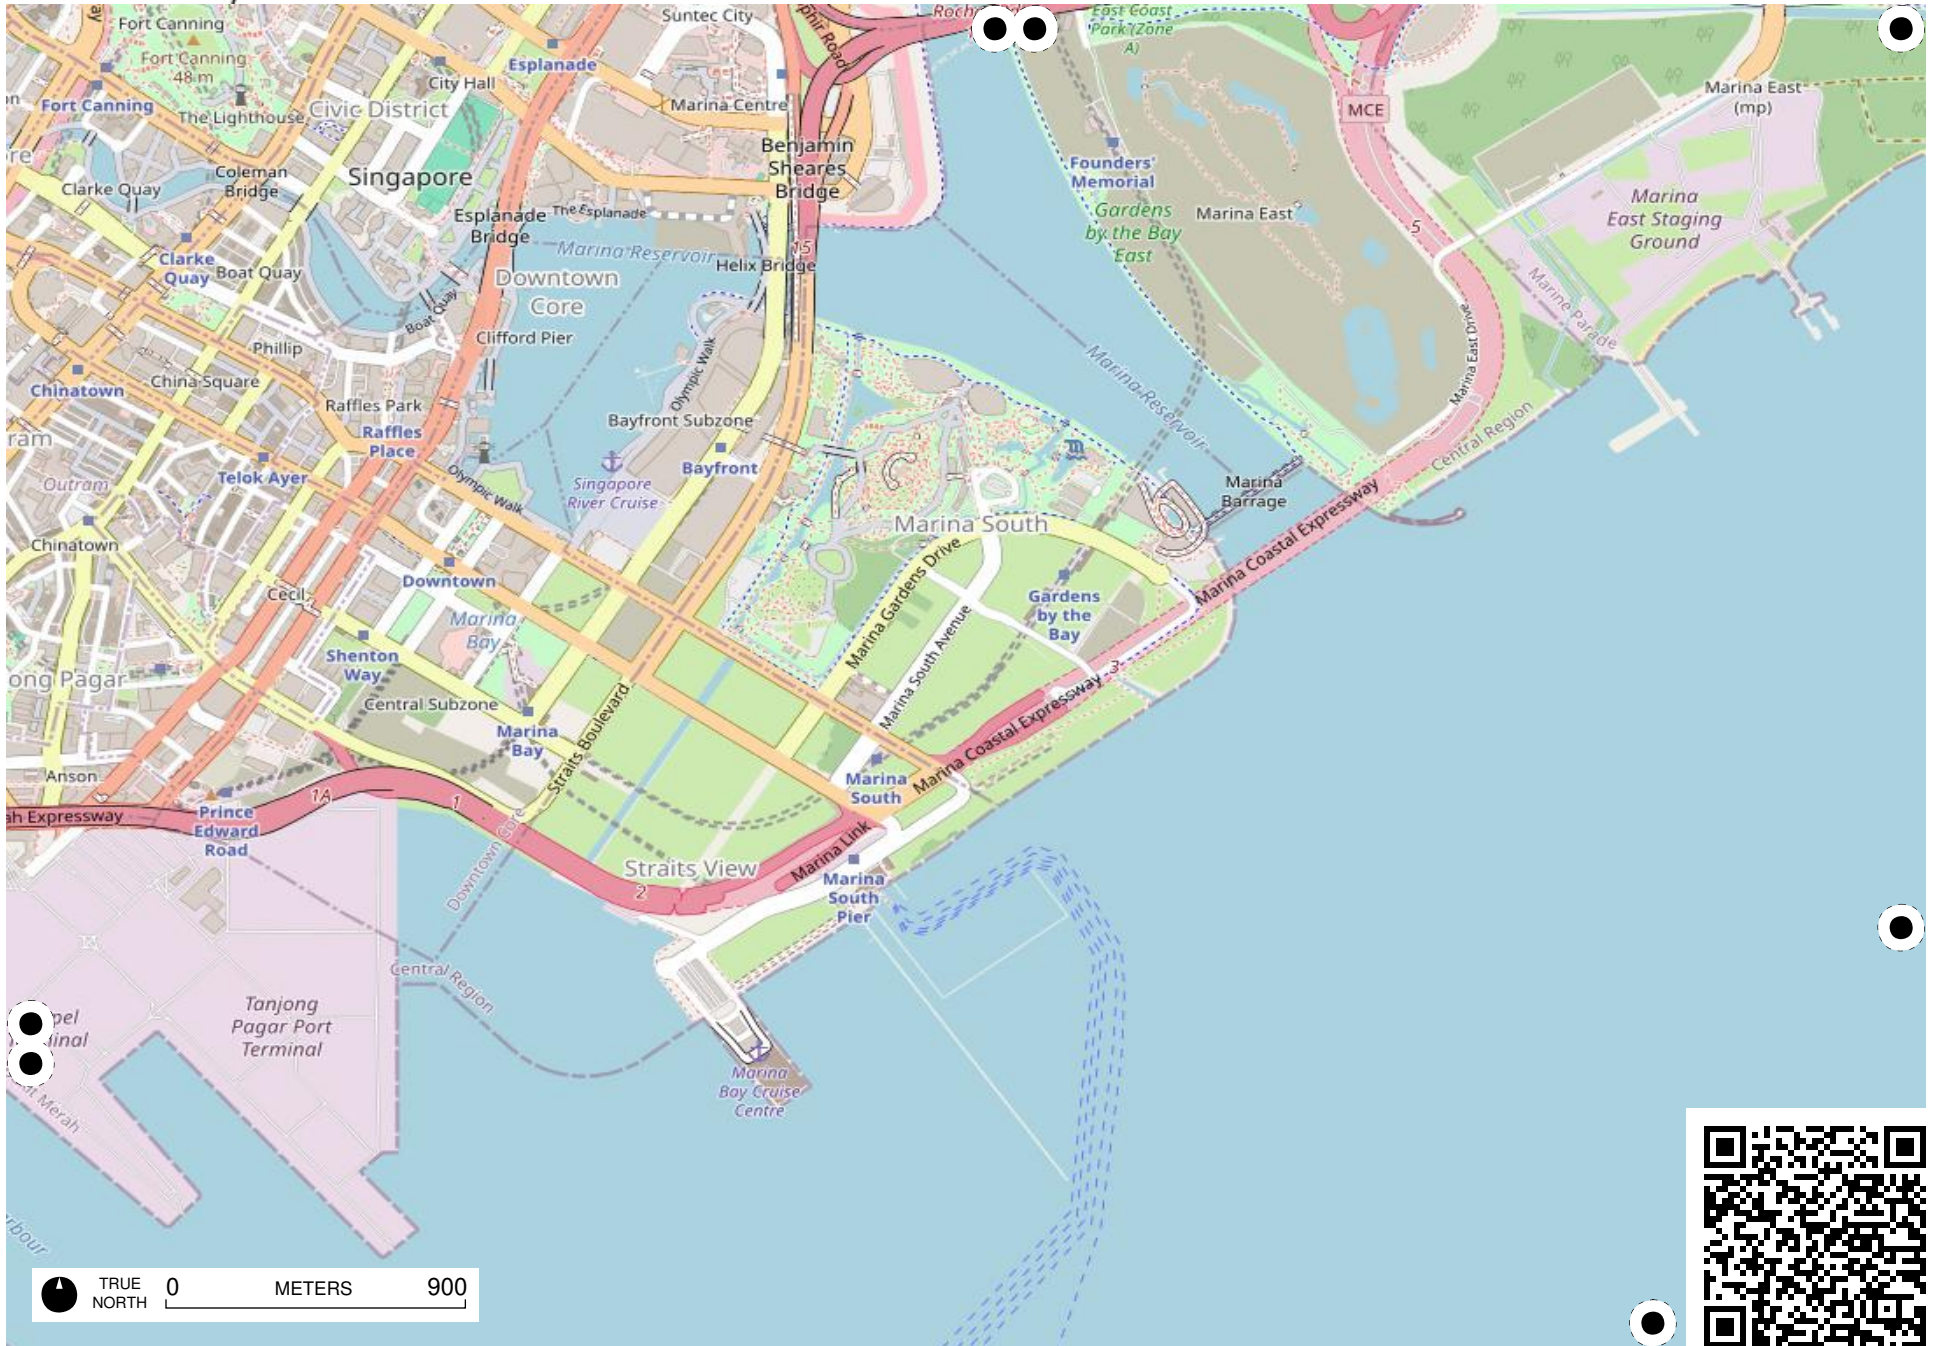 Fort Canning
Fort Canning
48 m
Suntec City
East Coast
Park (Zone
A)
City Hall
Esplanade
Fort Canning
The Lighthouse
Civic District
Marina Centre
MCE
Marina East
(mp)
Benjamin
Sheares
Bridge
Founders'
Memorial
Clarke Quay
Coleman
Bridge
Singapore
Esplanade
Bridge
The Esplanade
Marina Reservoir
Helix Bridge
15
Gardens
by the Bay
East
Marina East
5
Marina
East Staging
Ground
Clarke
Quay
Boat Quay
Boat Quay
Downtown
Core
Clifford Pier
Marine Parade
Marina East Drive
Phillip
China Square
Chinatown
Raffles Park
Raffles
Place
Olympic Walk
Bayfront Subzone
Bayfront
Marina Reservoir
Central Region
Outram
Telok Ayer
Olympic Walk
Singapore
River Cruise
Marina
Barrage
Marina South
Marina Coastal Expressway
Chinatown
Downtown
Cecil
Marina
Bay
Marina Gardens Drive
Gardens
by the
Bay
Shenton
Way
Marina South Avenue
3
Central Subzone
Marina
Bay
Straits Boulevard
Marina Coastal Expressway
Marina
South
Anson
1A
1
ah Expressway
Prince
Edward
Road
Downtown Core
Straits View
Marina Link
2
Marina
South
Pier
Central Region
Tanjong
Pagar Port
Terminal
Marina
Bay Cruise
Centre
TRUE
NORTH
0 METERS 900